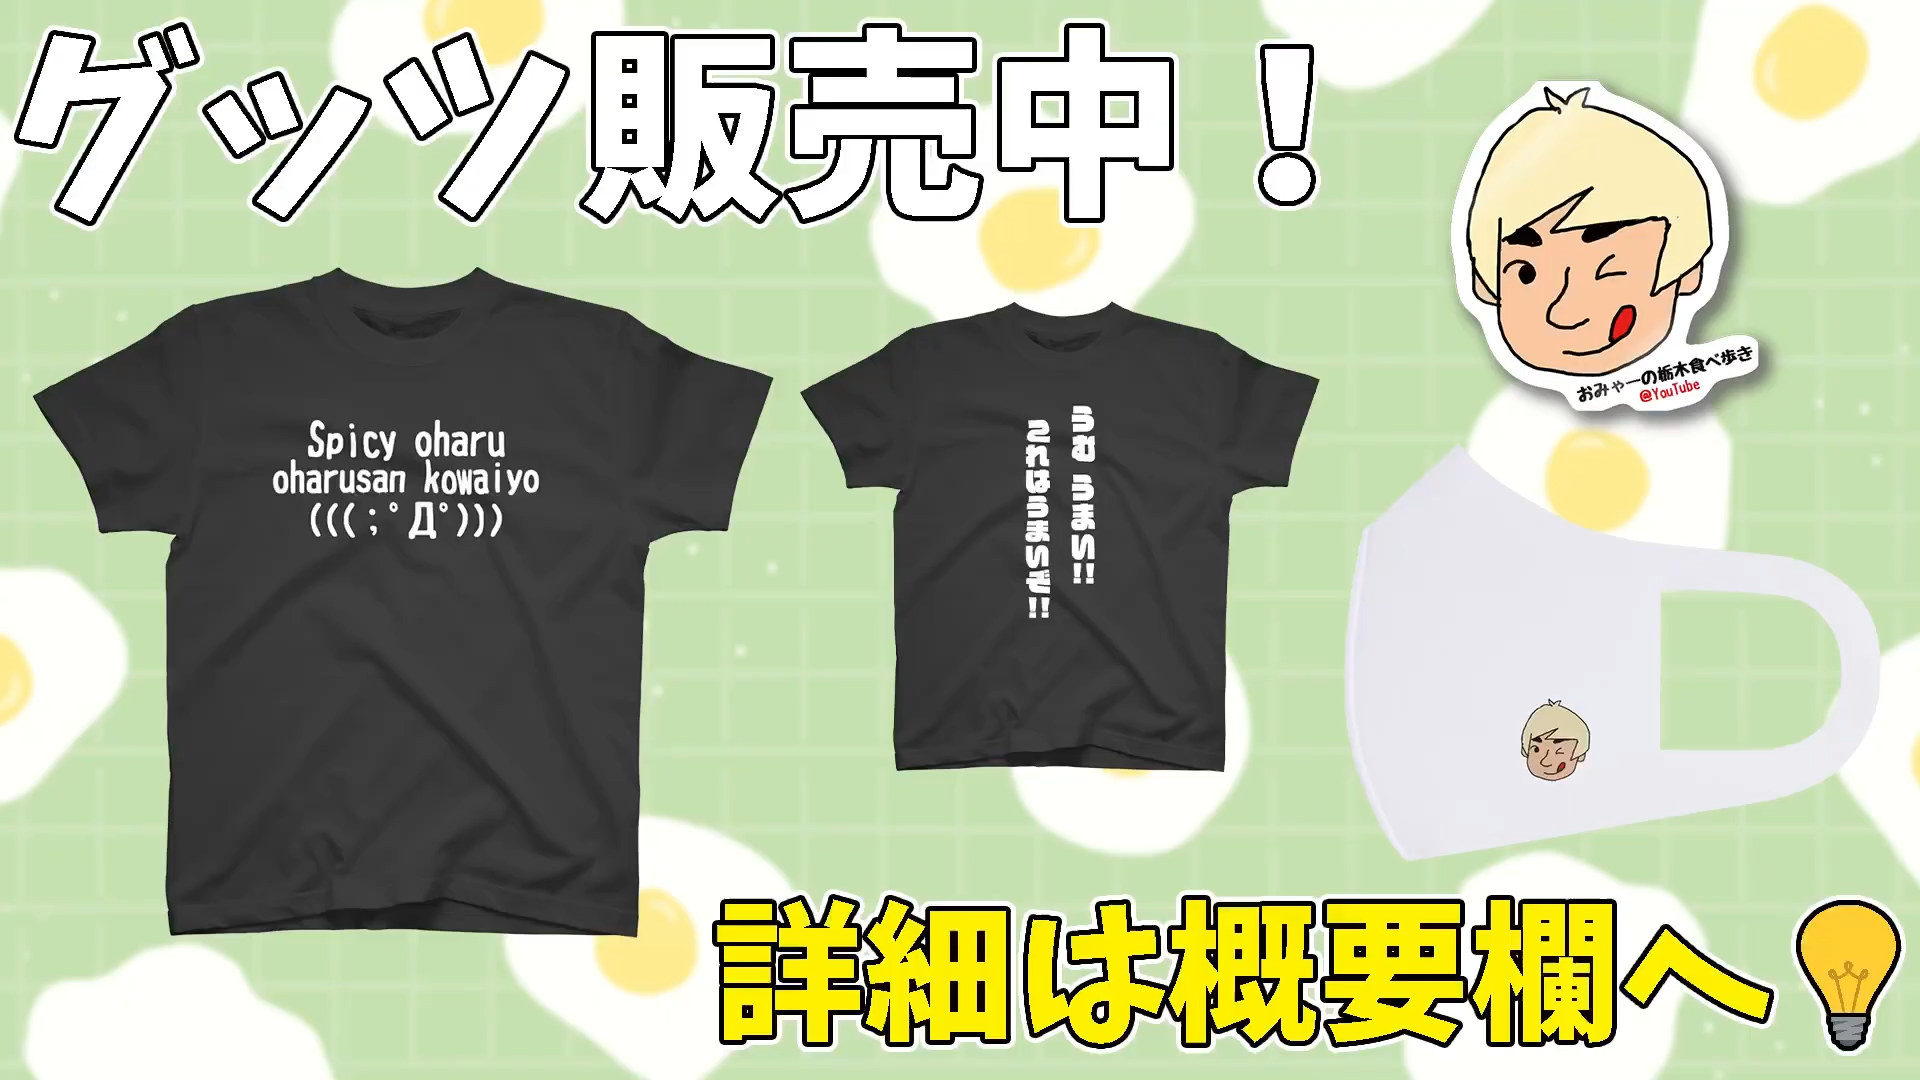 グッツ販売中！
おみゃーの栃木食べ歩き
@YouTube
Spicy oharu
oharusan kowaiyo
(((；ﾟДﾟ)))
うむ うまい!!
これはうまいぞ!!
詳細は概要欄へ